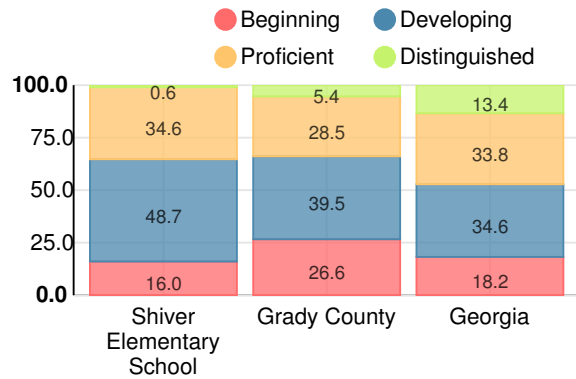 Beginning
Developing
Proficient
Distinguished
100.0
75.0
50.0
25.0
0.0
0.6
34.6
48.7
16.0
5.4
28.5
39.5
26.6
13.4
33.8
34.6
18.2
Shiver
Elementary
School
Grady County
Georgia